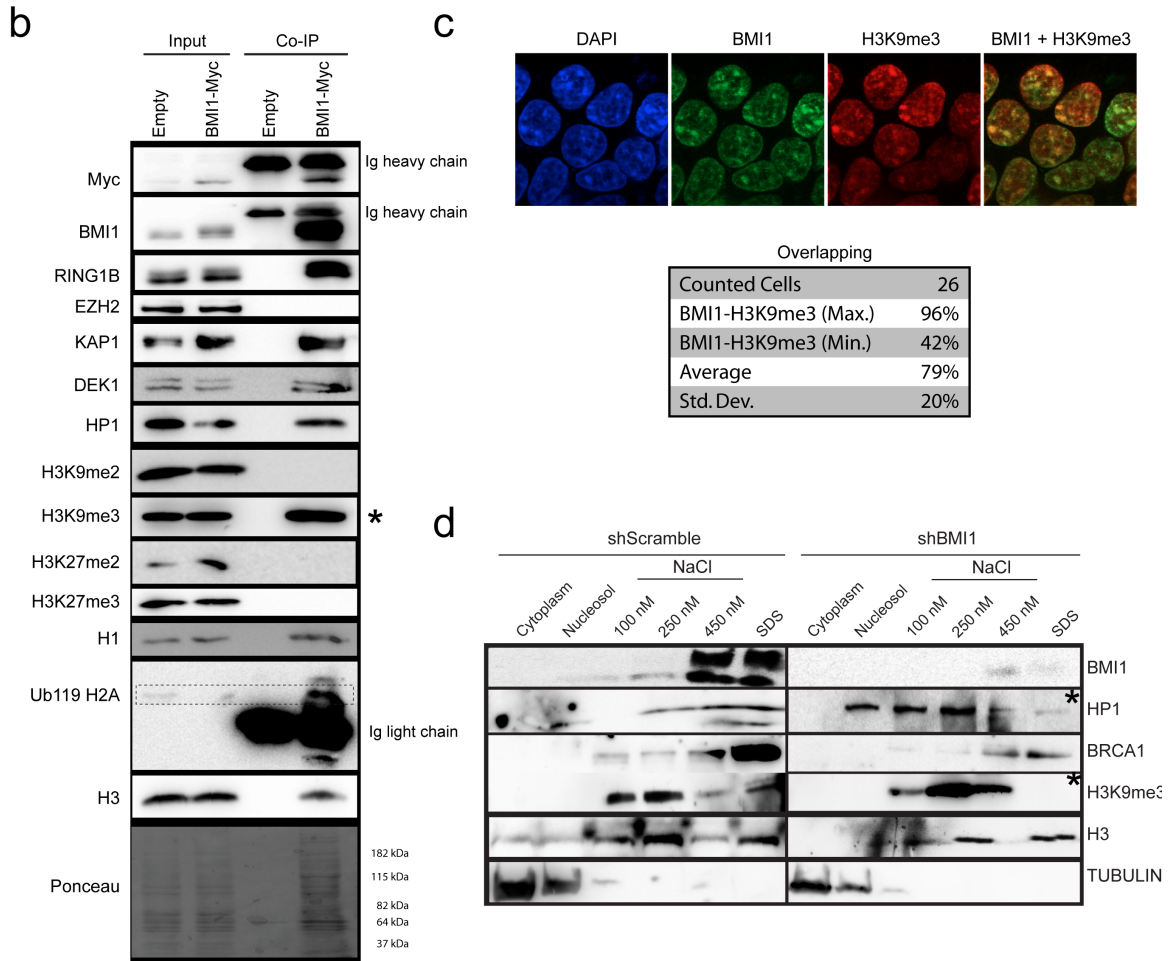 b
Input
Co-IP
Empty
BMI1-Myc
Empty
BMI1-Myc
Myc
Ig heavy chain
BMI1
Ig heavy chain
RING1B
EZH2
KAP1
DEK1
HP1
H3K9me2
H3K9me3
*
H3K27me2
H3K27me3
H1
Ub119 H2A
Ig light chain
H3
Ponceau
182 kDa
115 kDa
82 kDa
64 kDa
37 kDa
c
DAPI
BMI1
H3K9me3
BMI1 + H3K9me3
Overlapping
Counted Cells 26
BMI1-H3K9me3 (Max.) 96%
BMI1-H3K9me3 (Min.) 42%
Average 79%
Std. Dev. 20%
d
shScramble
shBMI1
NaCl
NaCl
Cytoplasm
Nucleosol
100 nM
250 nM
450 nM
SDS
Cytoplasm
Nucleosol
100 nM
250 nM
450 nM
SDS
BMI1
* HP1
BRCA1
* H3K9me3
H3
TUBULIN